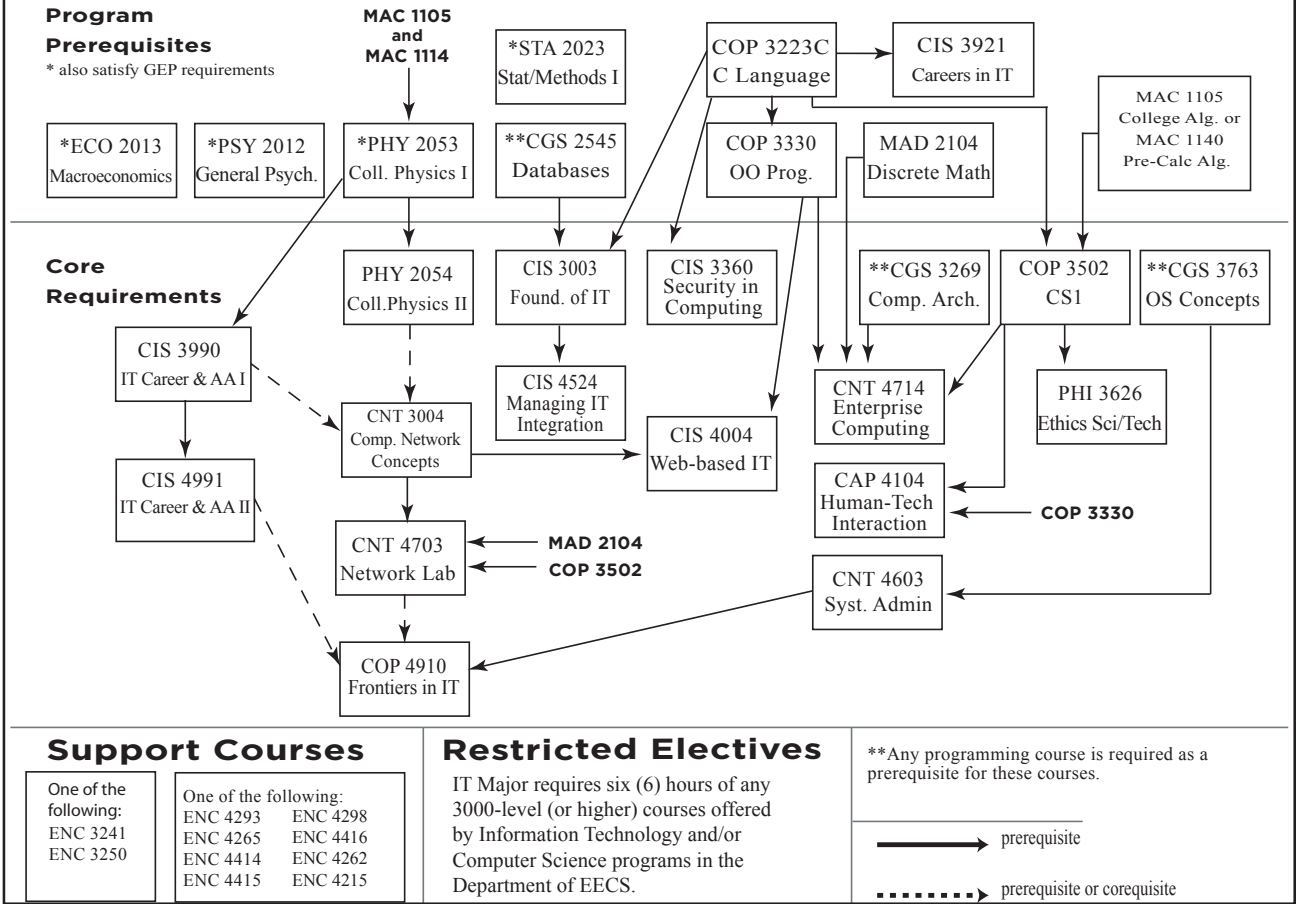 Program
Prerequisites
* also satisfy GEP requirements
MAC 1105
and
MAC 1114
*STA 2023
Stat/Methods I
COP 3223C
C Language
CIS 3921
Careers in IT
MAC 1105
College Alg. or
MAC 1140
Pre-Calc Alg.
*ECO 2013
Macroeconomics
*PSY 2012
General Psych.
*PHY 2053
Coll. Physics I
**CGS 2545
Databases
COP 3330
OO Prog.
MAD 2104
Discrete Math
Core
Requirements
PHY 2054
Coll.Physics II
CIS 3003
Found. of IT
CIS 3360
Security in
Computing
**CGS 3269
Comp. Arch.
COP 3502
CS1
**CGS 3763
OS Concepts
CIS 3990
IT Career & AA I
CIS 4524
Managing IT
Integration
CNT 4714
Enterprise
Computing
PHI 3626
Ethics Sci/Tech
CNT 3004
Comp. Network
Concepts
CIS 4004
Web-based IT
CIS 4991
IT Career & AA II
CAP 4104
Human-Tech
Interaction
COP 3330
CNT 4703
Network Lab
MAD 2104
COP 3502
CNT 4603
Syst. Admin
COP 4910
Frontiers in IT
Support Courses
One of the
following:
ENC 3241
ENC 3250
One of the following:
ENC 4293 ENC 4298
ENC 4265 ENC 4416
ENC 4414 ENC 4262
ENC 4415 ENC 4215
Restricted Electives
IT Major requires six (6) hours of any
3000-level (or higher) courses offered
by Information Technology and/or
Computer Science programs in the
Department of EECS.
**Any programming course is required as a
prerequisite for these courses.
prerequisite
prerequisite or corequisite